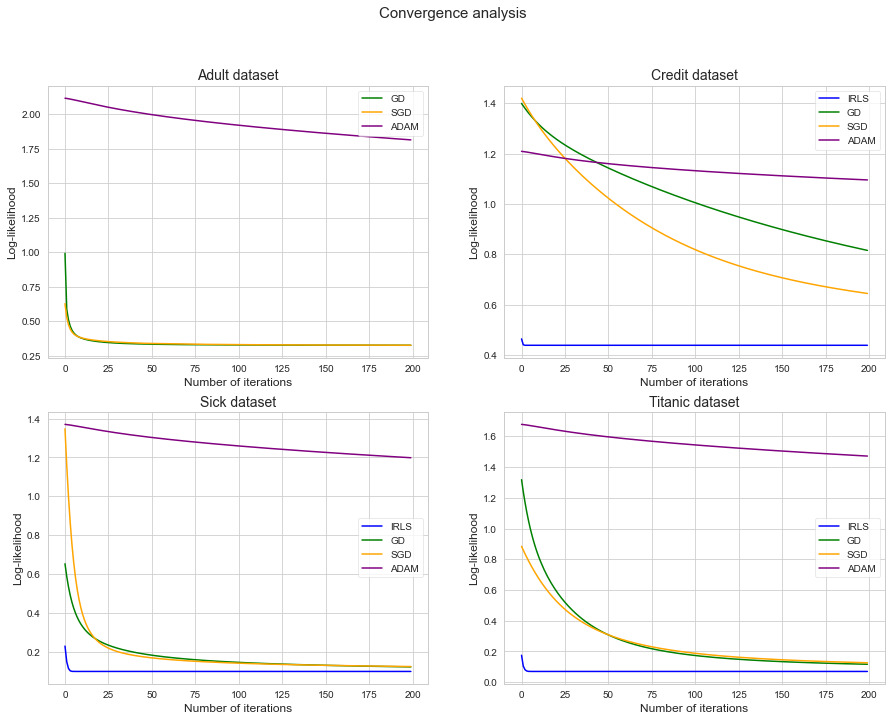 Convergence analysis
Adult dataset
GD
SGD
ADAM
2.00
1.75
1.50
1.25
1.00
0.75
0.50
0.25
Log-likelihood
0 25 50 75 100 125 150 175 200
Number of iterations
Credit dataset
IRLS
GD
SGD
ADAM
1.4
1.2
1.0
0.8
0.6
0.4
Log-likelihood
0 25 50 75 100 125 150 175 200
Number of iterations
Sick dataset
1.4
1.2
1.0
0.8
0.6
0.4
0.2
Log-likelihood
IRLS
GD
SGD
ADAM
0 25 50 75 100 125 150 175 200
Number of iterations
Titanic dataset
1.6
1.4
1.2
1.0
0.8
0.6
0.4
0.2
0.0
Log-likelihood
IRLS
GD
SGD
ADAM
0 25 50 75 100 125 150 175 200
Number of iterations